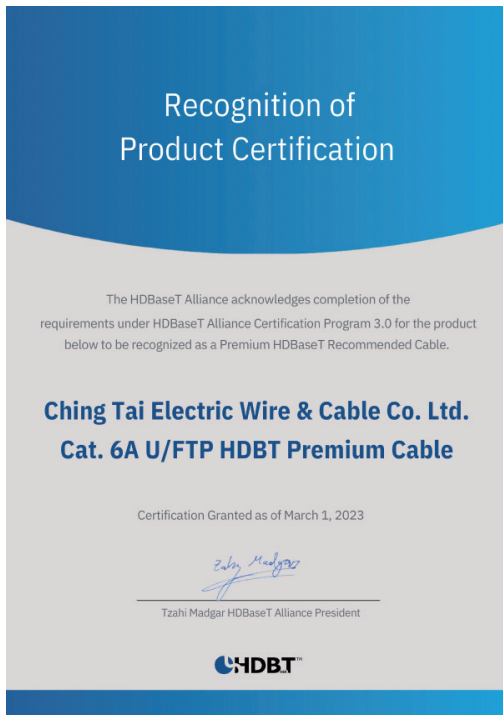 Recognition of
Product Certification
The HDBaseT Alliance acknowledges completion of the
requirements under HDBaseT Alliance Certification Program 3.0 for the product
below to be recognized as a Premium HDBaseT Recommended Cable.
Ching Tai Electric Wire & Cable Co. Ltd.
Cat. 6A U/FTP HDBT Premium Cable
Certification Granted as of March 1, 2023
Tzahi Madgar HDBaseT Alliance President
HDBT™